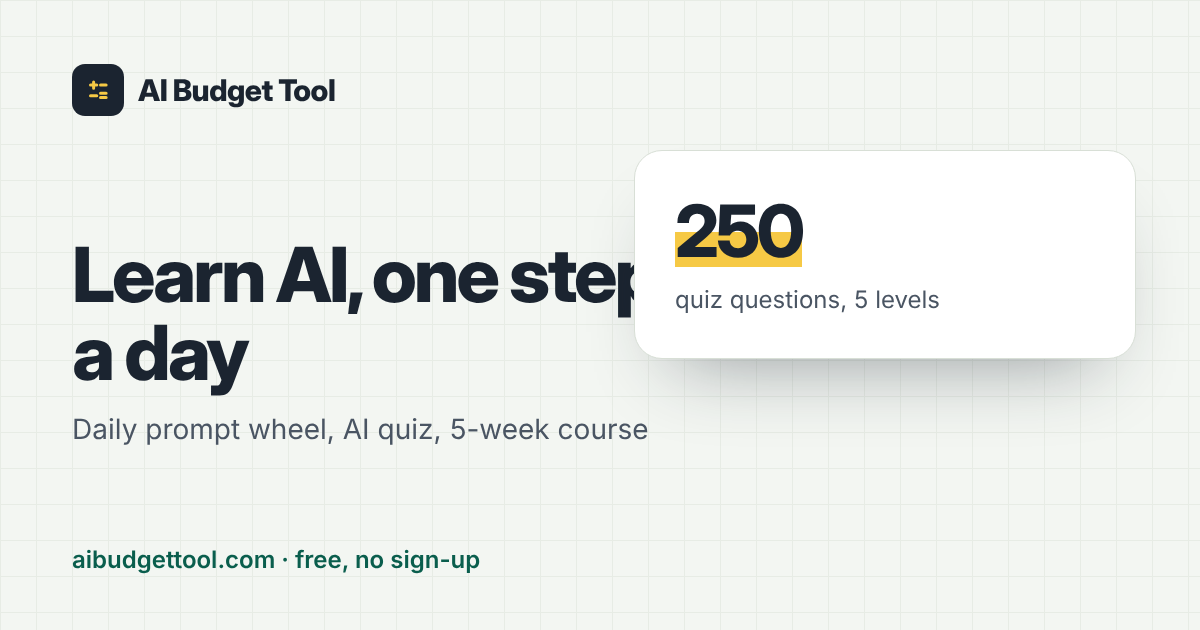 AI Budget Tool
Learn AI, one step
a day
Daily prompt wheel, AI quiz, 5-week course
250
quiz questions, 5 levels
aibudgettool.com · free, no sign-up